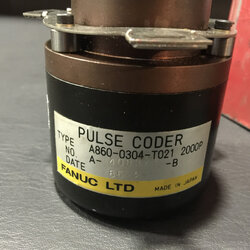 PULSE CODER
TYPE A860-0304-T021 2000P
NO. A- -B
DATE
FANUC LTD MADE IN JAPAN